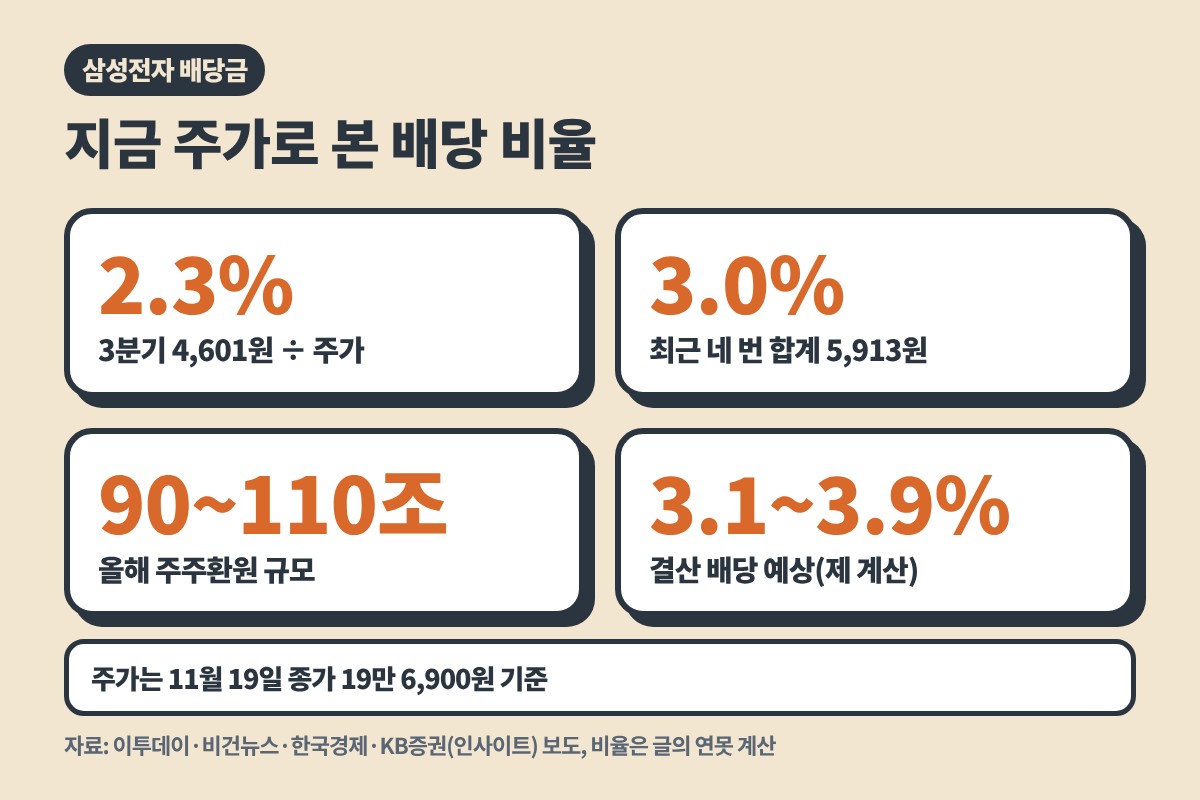 삼성전자 배당금
지금 주가로 본 배당 비율
2.3%
3분기 4,601원 ÷ 주가
3.0%
최근 네 번 합계 5,913원
90~110조
올해 주주환원 규모
3.1~3.9%
결산 배당 예상(제 계산)
주가는 11월 19일 종가 19만 6,900원 기준
자료: 이투데이·비건뉴스·한국경제·KB증권(인사이트) 보도, 비율은 글의 연못 계산